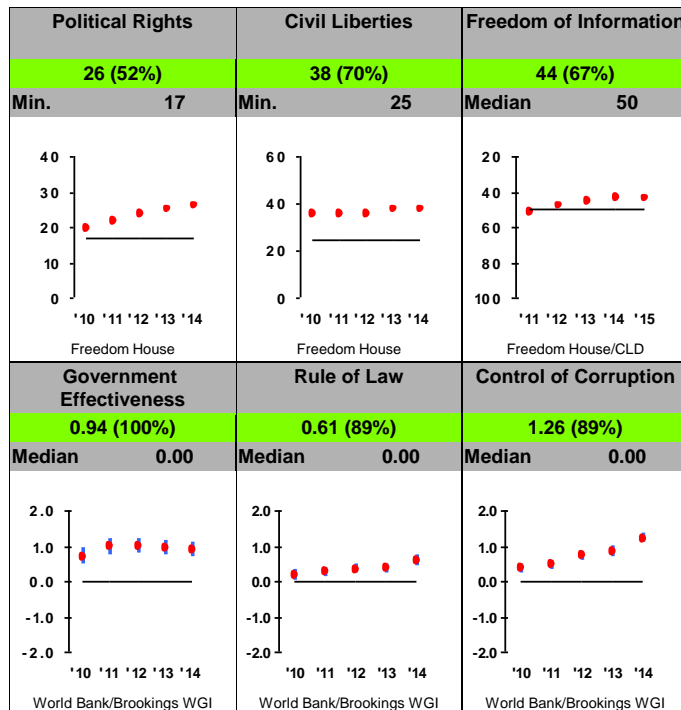 Political Rights
26 (52%)
Min. 17
40
30
20
10
0
'10 '11 '12 '13 '14
Freedom House
Civil Liberties
38 (70%)
Min. 25
60
40
20
0
'10 '11 '12 '13 '14
Freedom House
Freedom of Information
44 (67%)
Median 50
20
40
60
80
100
'11 '12 '13 '14 '15
Freedom House/CLD
Government
Effectiveness
0.94 (100%)
Median 0.00
2.0
1.0
0.0
-1.0
-2.0
'10 '11 '12 '13 '14
World Bank/Brookings WGI
Rule of Law
0.61 (89%)
Median 0.00
2.0
1.0
0.0
-1.0
-2.0
'10 '11 '12 '13 '14
World Bank/Brookings WGI
Control of Corruption
1.26 (89%)
Median 0.00
2.0
1.0
0.0
-1.0
-2.0
'10 '11 '12 '13 '14
World Bank/Brookings WGI